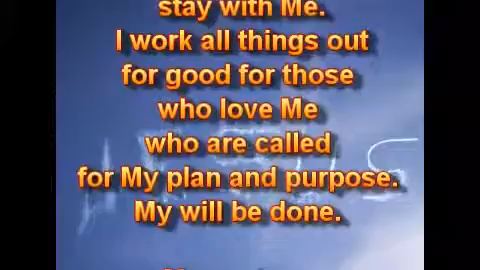 stay with Me.
I work all things out
for good for those
who love Me
who are called
for My plan and purpose.
My will be done.